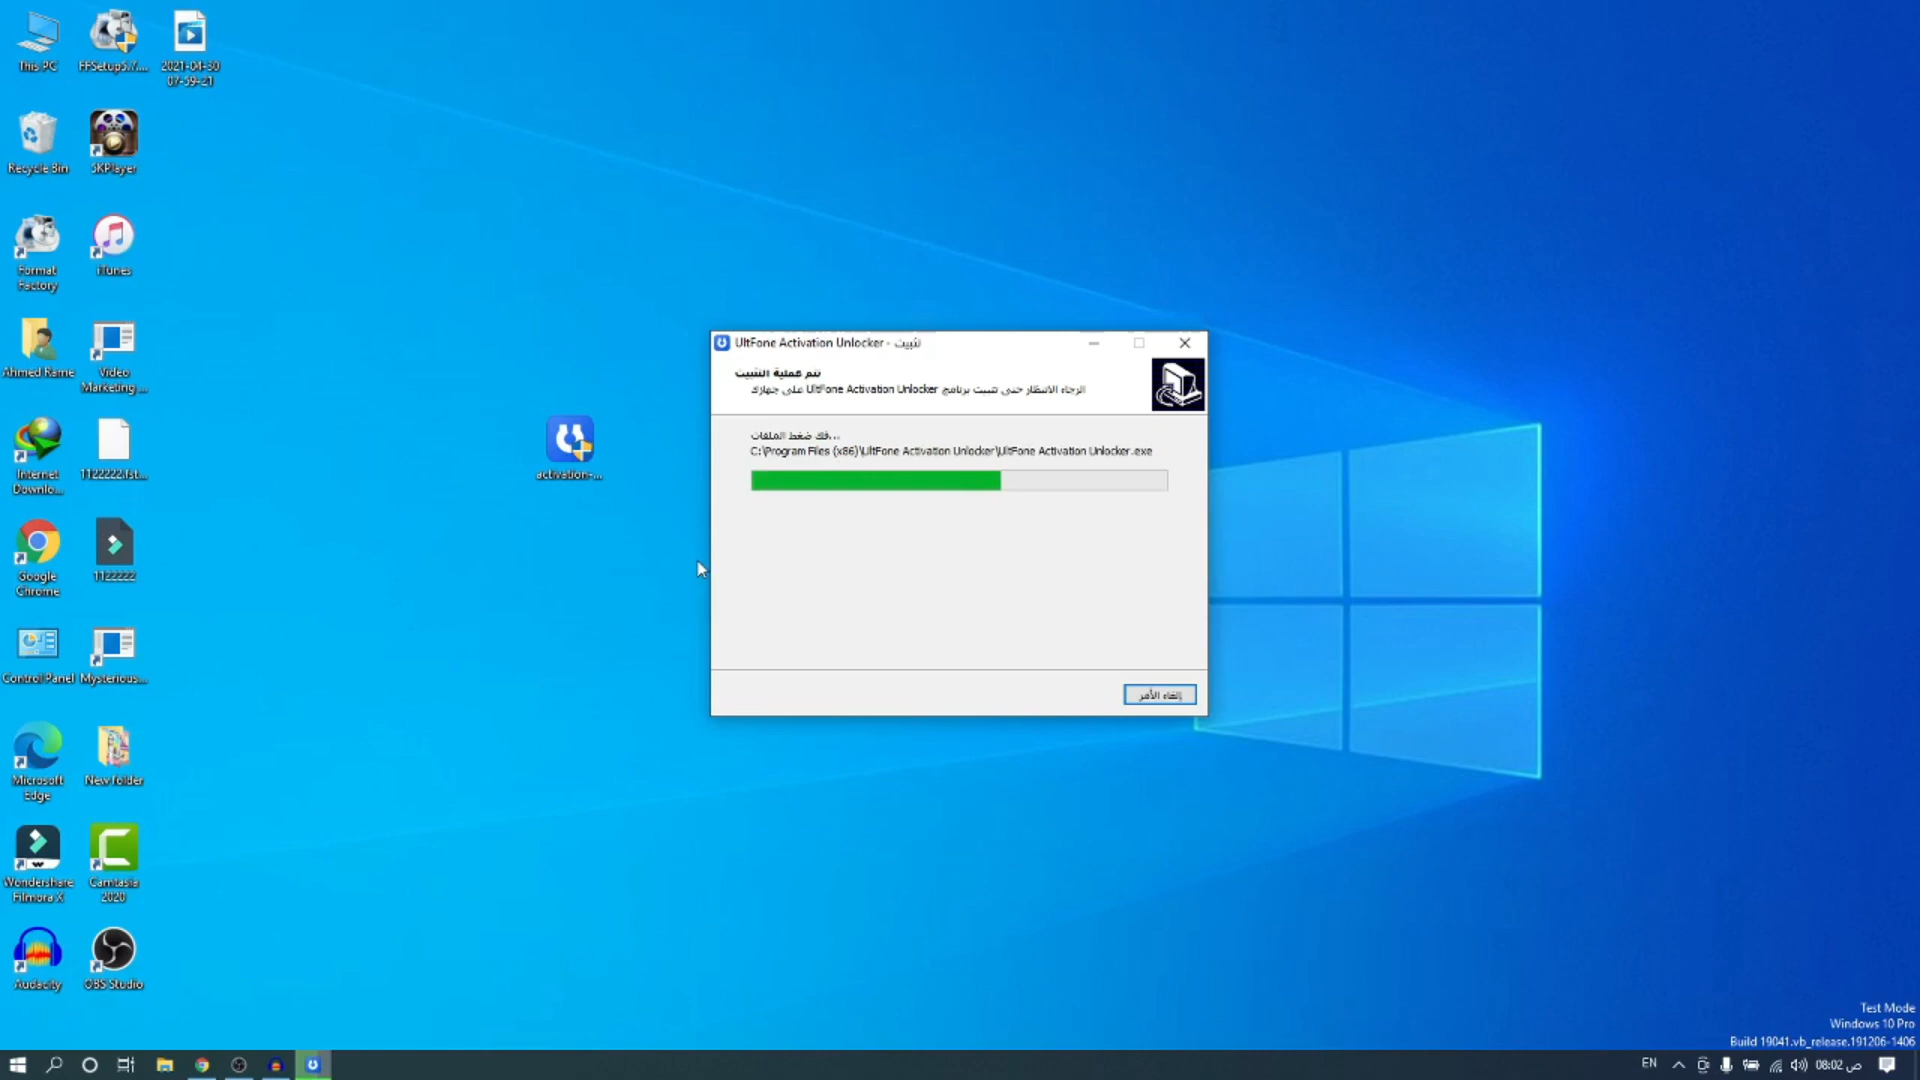 This PC
FFSetup5.7....
2021-04-30
07-59-21
Recycle Bin
5KPlayer
Format
Factory
iTunes
Ahmed Rame
Video
Marketing ...
Internet
Downlo...
1122222.fst...
Google
Chrome
1122222
Control Panel
Mysterious...
Microsoft
Edge
New folder
Wondershare
Filmora X
Camtasia
2020
Audacity
OBS Studio
activation-...
UltFone Activation Unlocker - تثبيت
تتم عملية التثبيت
الرجاء الانتظار حتى تثبيت برنامج UltFone Activation Unlocker على جهازك
فك ضغط الملفات...
C:\Program Files (x86)\UltFone Activation Unlocker\UltFone Activation Unlocker.exe
إلغاء الأمر
Test Mode
Windows 10 Pro
Build 19041.vb_release.191206-1406
EN
08:02 ص